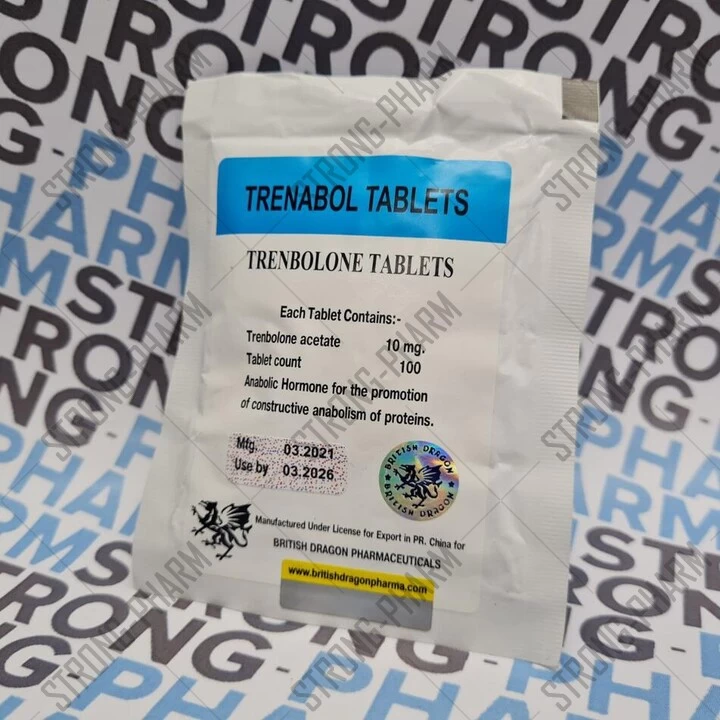 TRENABOL TABLETS
TRENBOLONE TABLETS
Each Tablet Contains:-
Trenbolone acetate 10 mg.
Tablet count 100
Anabolic Hormone for the promotion
of constructive anabolism of proteins.
Mfg. 03.2021
Use by 03.2026
BRITISH DRAGON
BRITISH DRAGON
Manufactured Under License for Export in PR. China for
BRITISH DRAGON PHARMACEUTICALS
www.britishdragonpharma.com
STRONG-PHARM